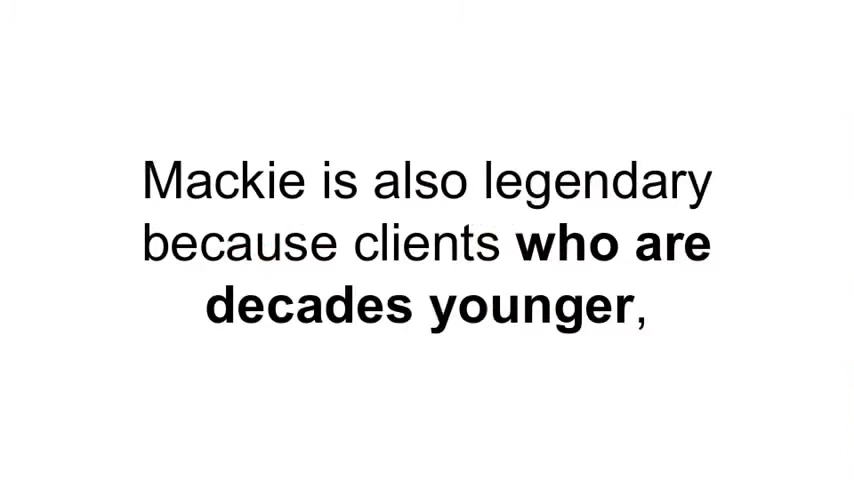 Mackie is also legendary
because clients who are
decades younger,